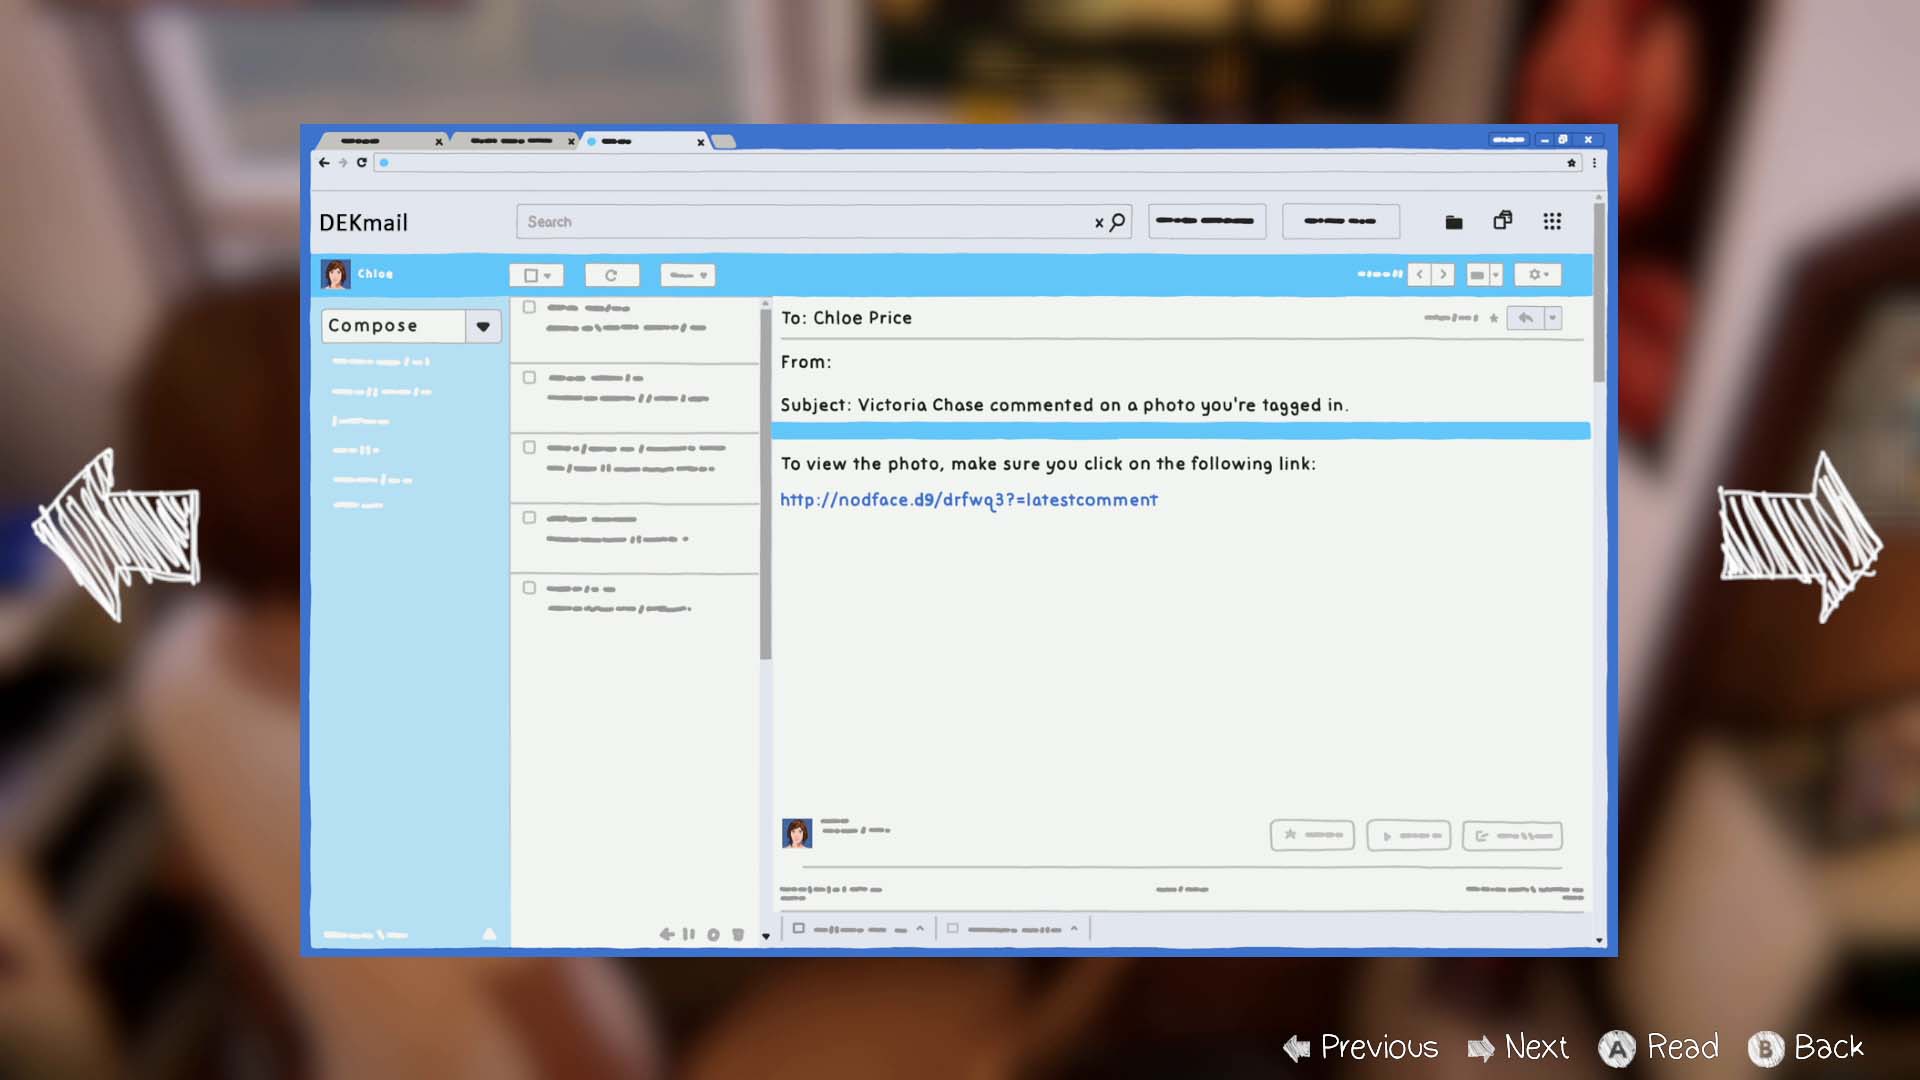 DEKmail
Search
Chloe
Compose
To: Chloe Price
From:
Subject: Victoria Chase commented on a photo you're tagged in.
To view the photo, make sure you click on the following link:
http://nodface.d9/drfwq3?=latestcomment
Previous
Next
A Read
B Back